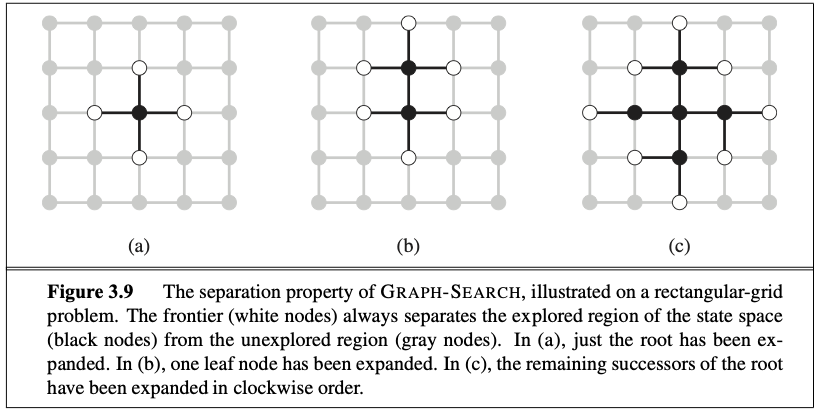 (a)
(b)
(c)
Figure 3.9 The separation property of GRAPH-SEARCH, illustrated on a rectangular-grid
problem. The frontier (white nodes) always separates the explored region of the state space
(black nodes) from the unexplored region (gray nodes). In (a), just the root has been ex-
panded. In (b), one leaf node has been expanded. In (c), the remaining successors of the root
have been expanded in clockwise order.